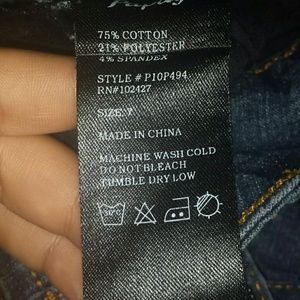 75% COTTON
21% POLYESTER
4% SPANDEX
STYLE # P10P494
RN#102427
SIZE: 7
MADE IN CHINA
MACHINE WASH COLD
DO NOT BLEACH
TUMBLE DRY LOW
30°C